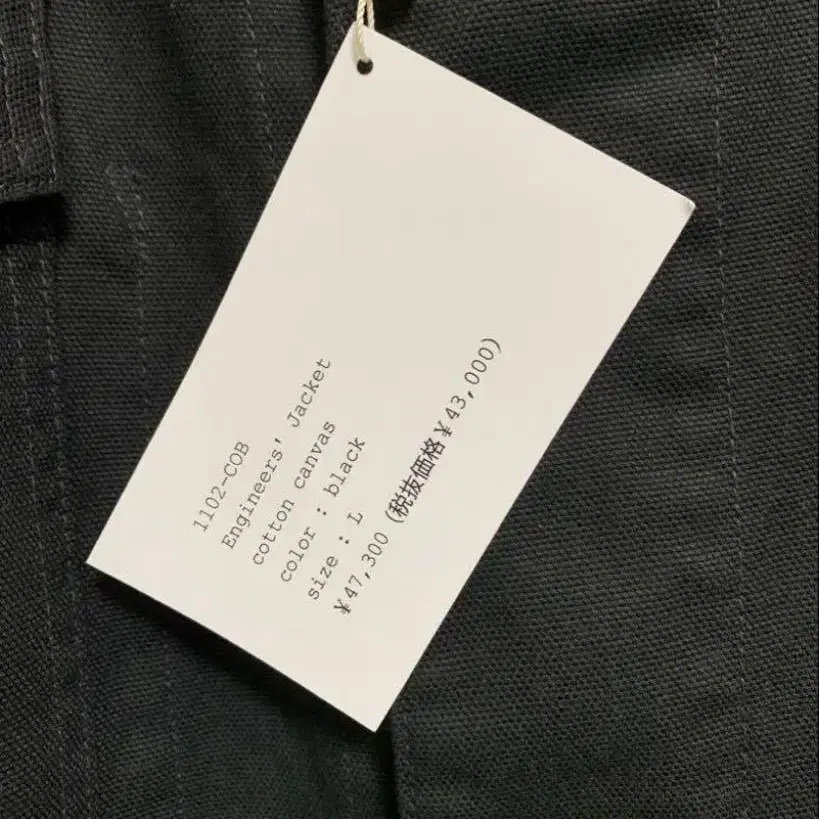 1102-COB
Engineers' Jacket
cotton canvas
color : black
size : L
¥47,300 (税抜価格¥43,000)